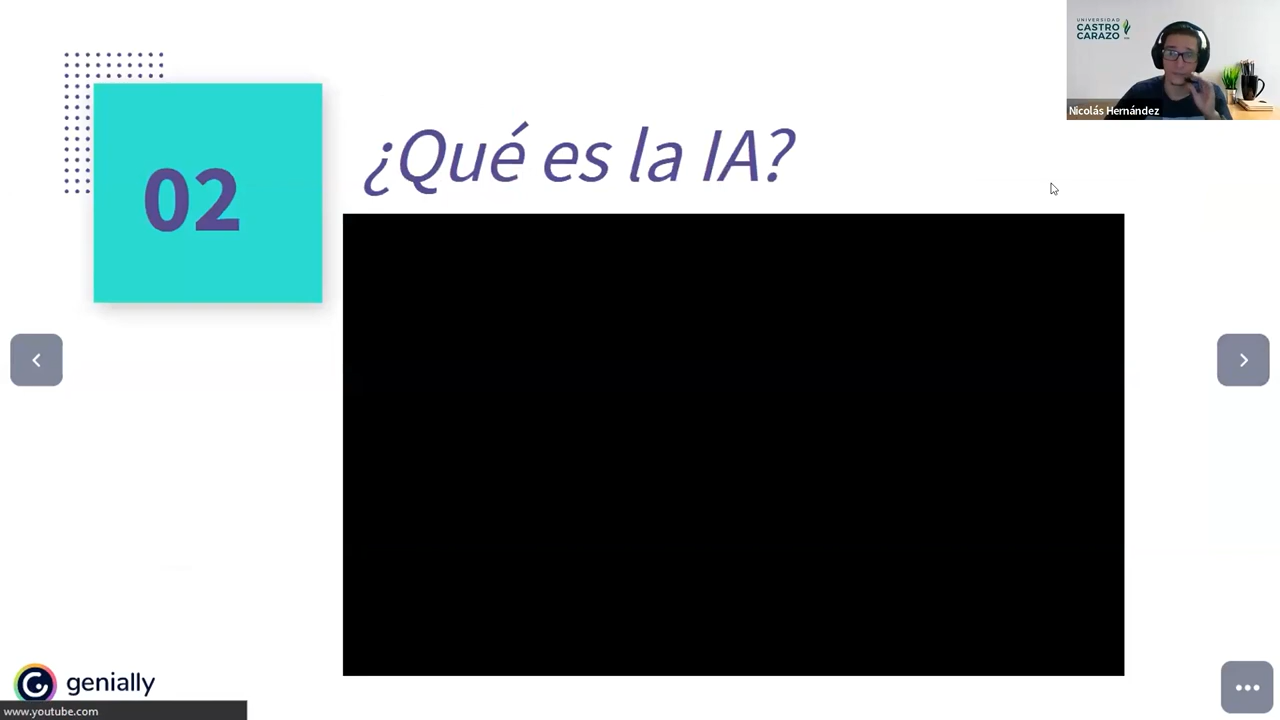 UNIVERSIDAD
CASTRO
CARAZO
Nicolás Hernández
02
¿Qué es la IA?
genially
www.youtube.com